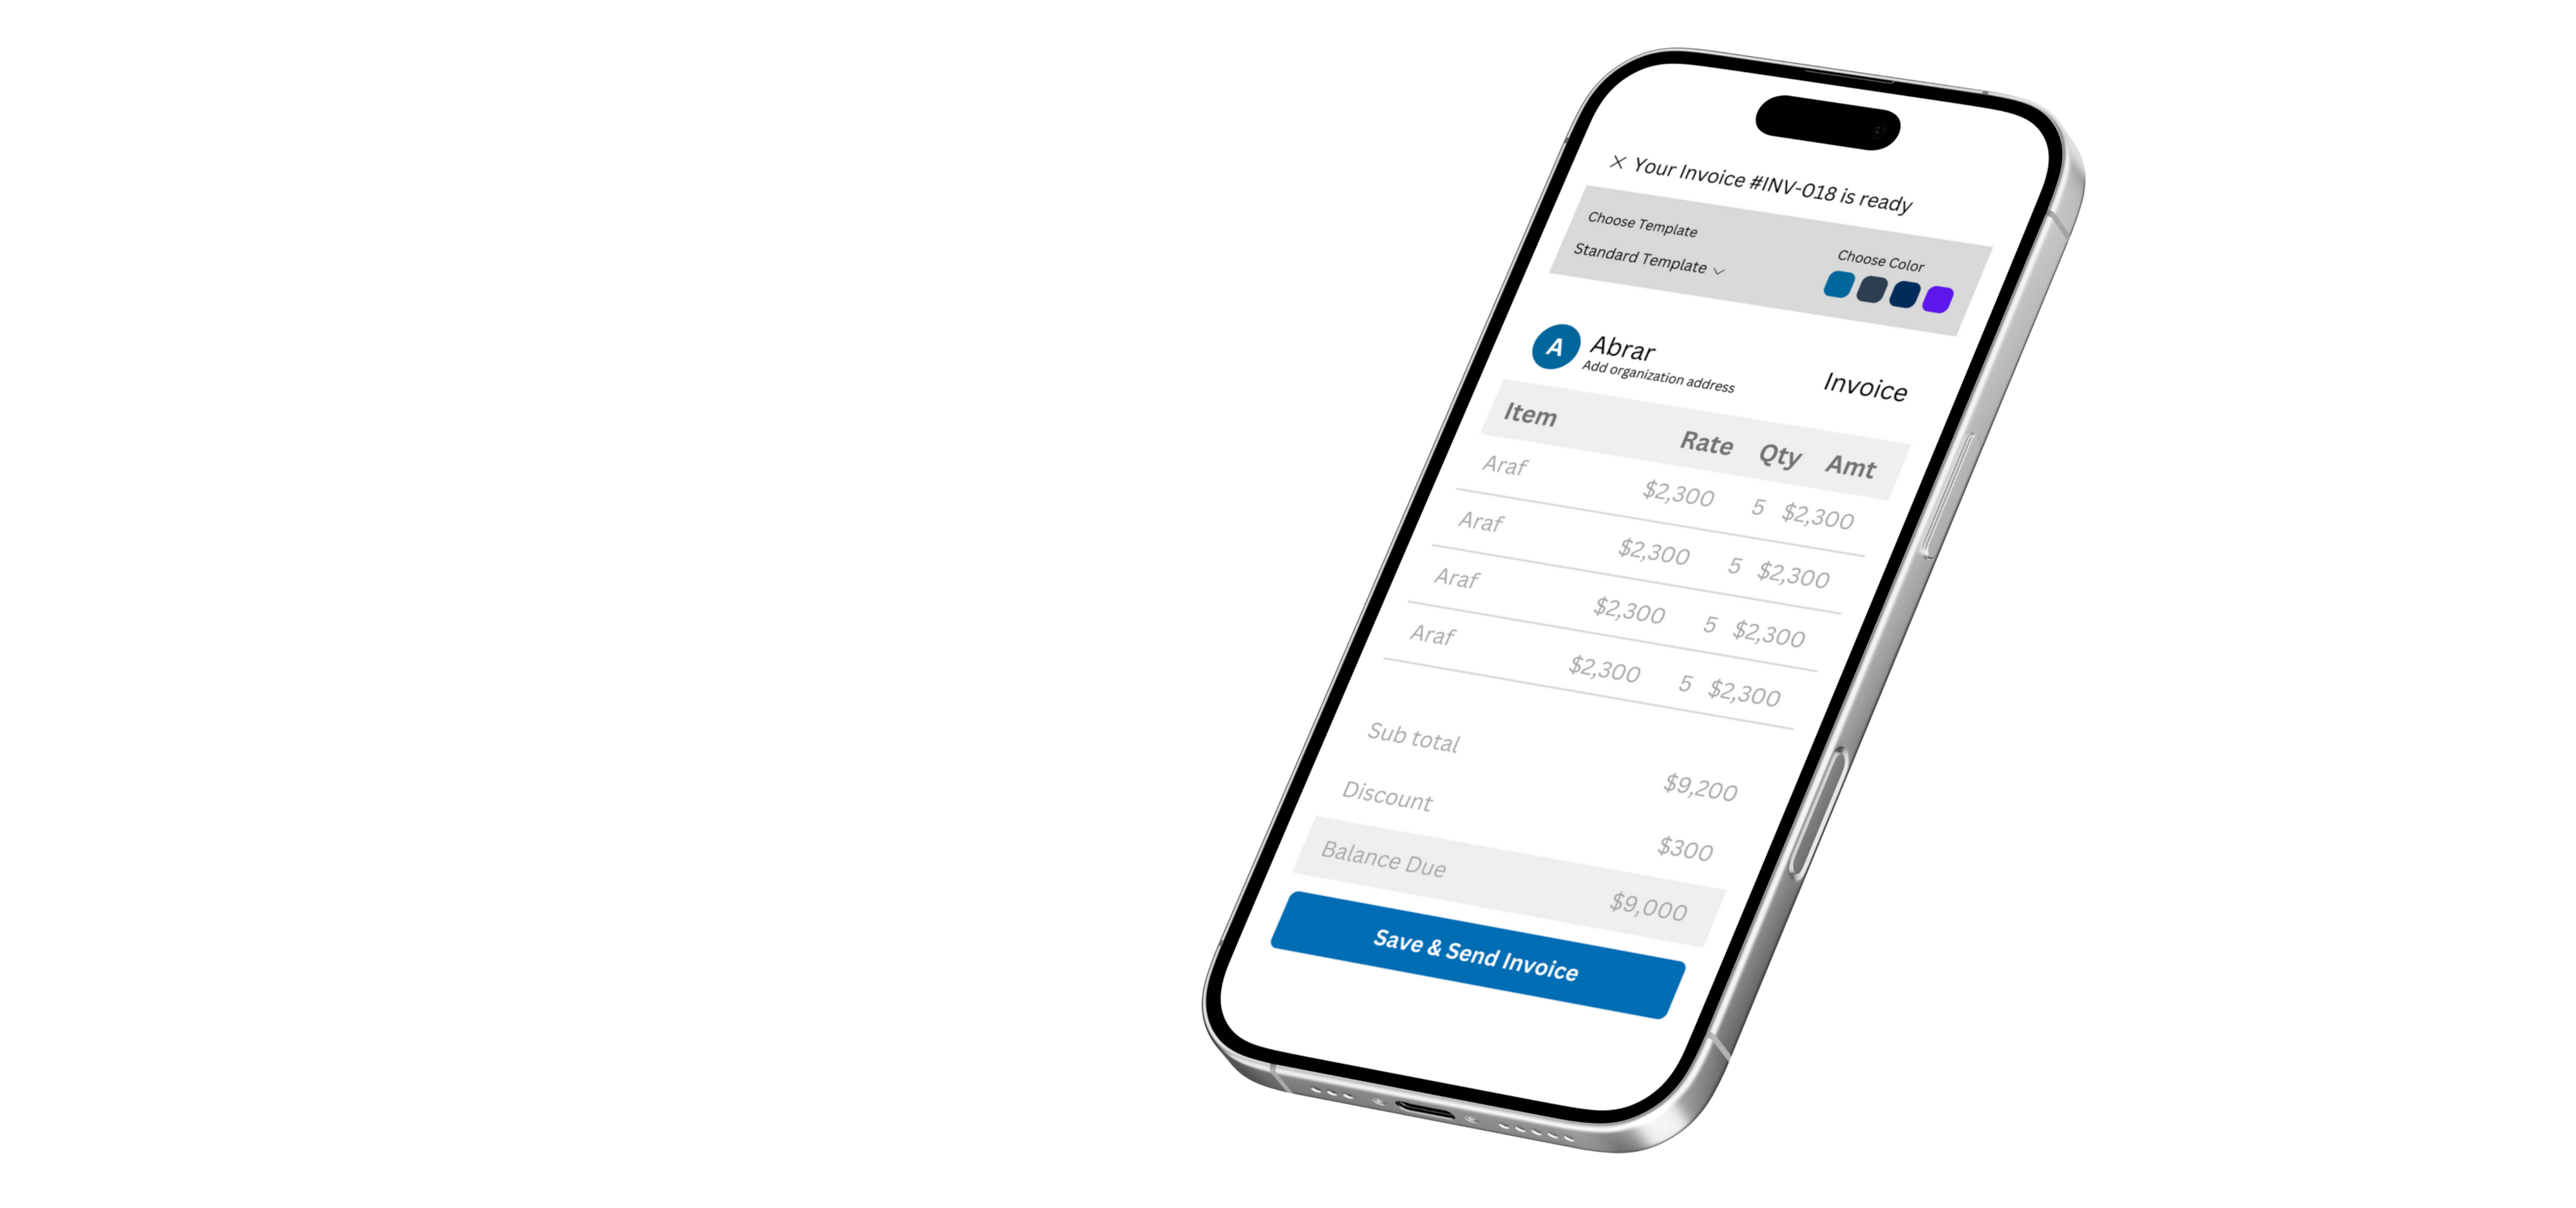 Your Invoice #INV-018 is ready
Choose Template
Choose Color
Standard Template
A
Abrar
Add organization address
Invoice
Item Rate Qty Amt
Araf $2,300 5 $2,300
Araf $2,300 5 $2,300
Araf $2,300 5 $2,300
Araf $2,300 5 $2,300
Sub total $9,200
Discount $300
Balance Due $9,000
Save & Send Invoice